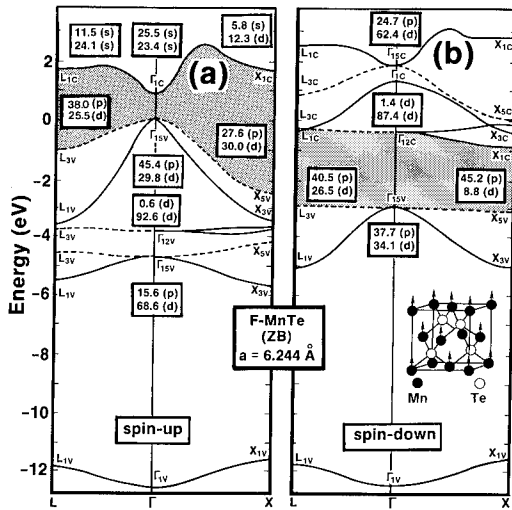 11.5 (s)
24.1 (s)
25.5 (s)
23.4 (s)
5.8 (s)
12.3 (d)
24.7 (p)
62.4 (d)
(a)
(b)
2
L1C
Γ1C
X1C
38.0 (p)
25.5 (d)
0
Γ15V
27.6 (p)
30.0 (d)
L3V
45.4 (p)
29.8 (d)
-2
X5V
L1V
X3V
0.6 (d)
92.6 (d)
-4
L3V
Γ12V
X5V
Γ15V
L1V
X3V
15.6 (p)
68.6 (d)
-6
-8
-10
-12
Energy (eV)
spin-up
L1V
X1V
Γ1V
L
Γ
X
F-MnTe
(ZB)
a = 6.244 Å
L1C
Γ15C
X1C
Γ1C
L3C
X5C
1.4 (d)
87.4 (d)
L1C
Γ12C
X3C
X1C
40.5 (p)
26.5 (d)
45.2 (p)
8.8 (d)
Γ15V
L3V
X5V
37.7 (p)
34.1 (d)
L1V
X3V
Mn
Te
spin-down
L1V
X1V
Γ1V
L
Γ
X